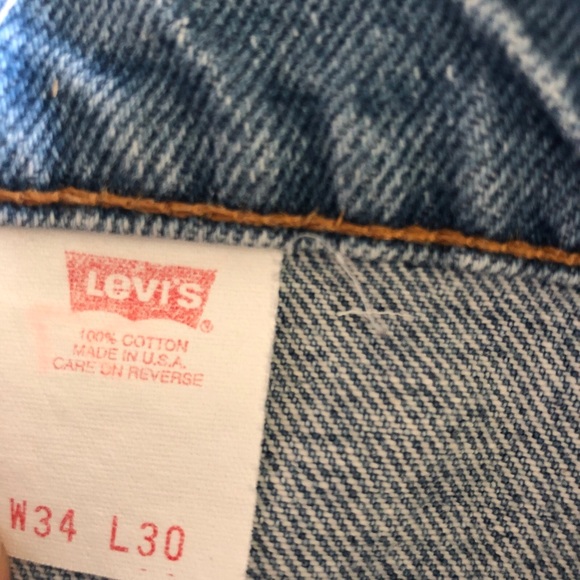 LEVI'S ®
100% COTTON
MADE IN U.S.A.
CARE ON REVERSE
W34 L30